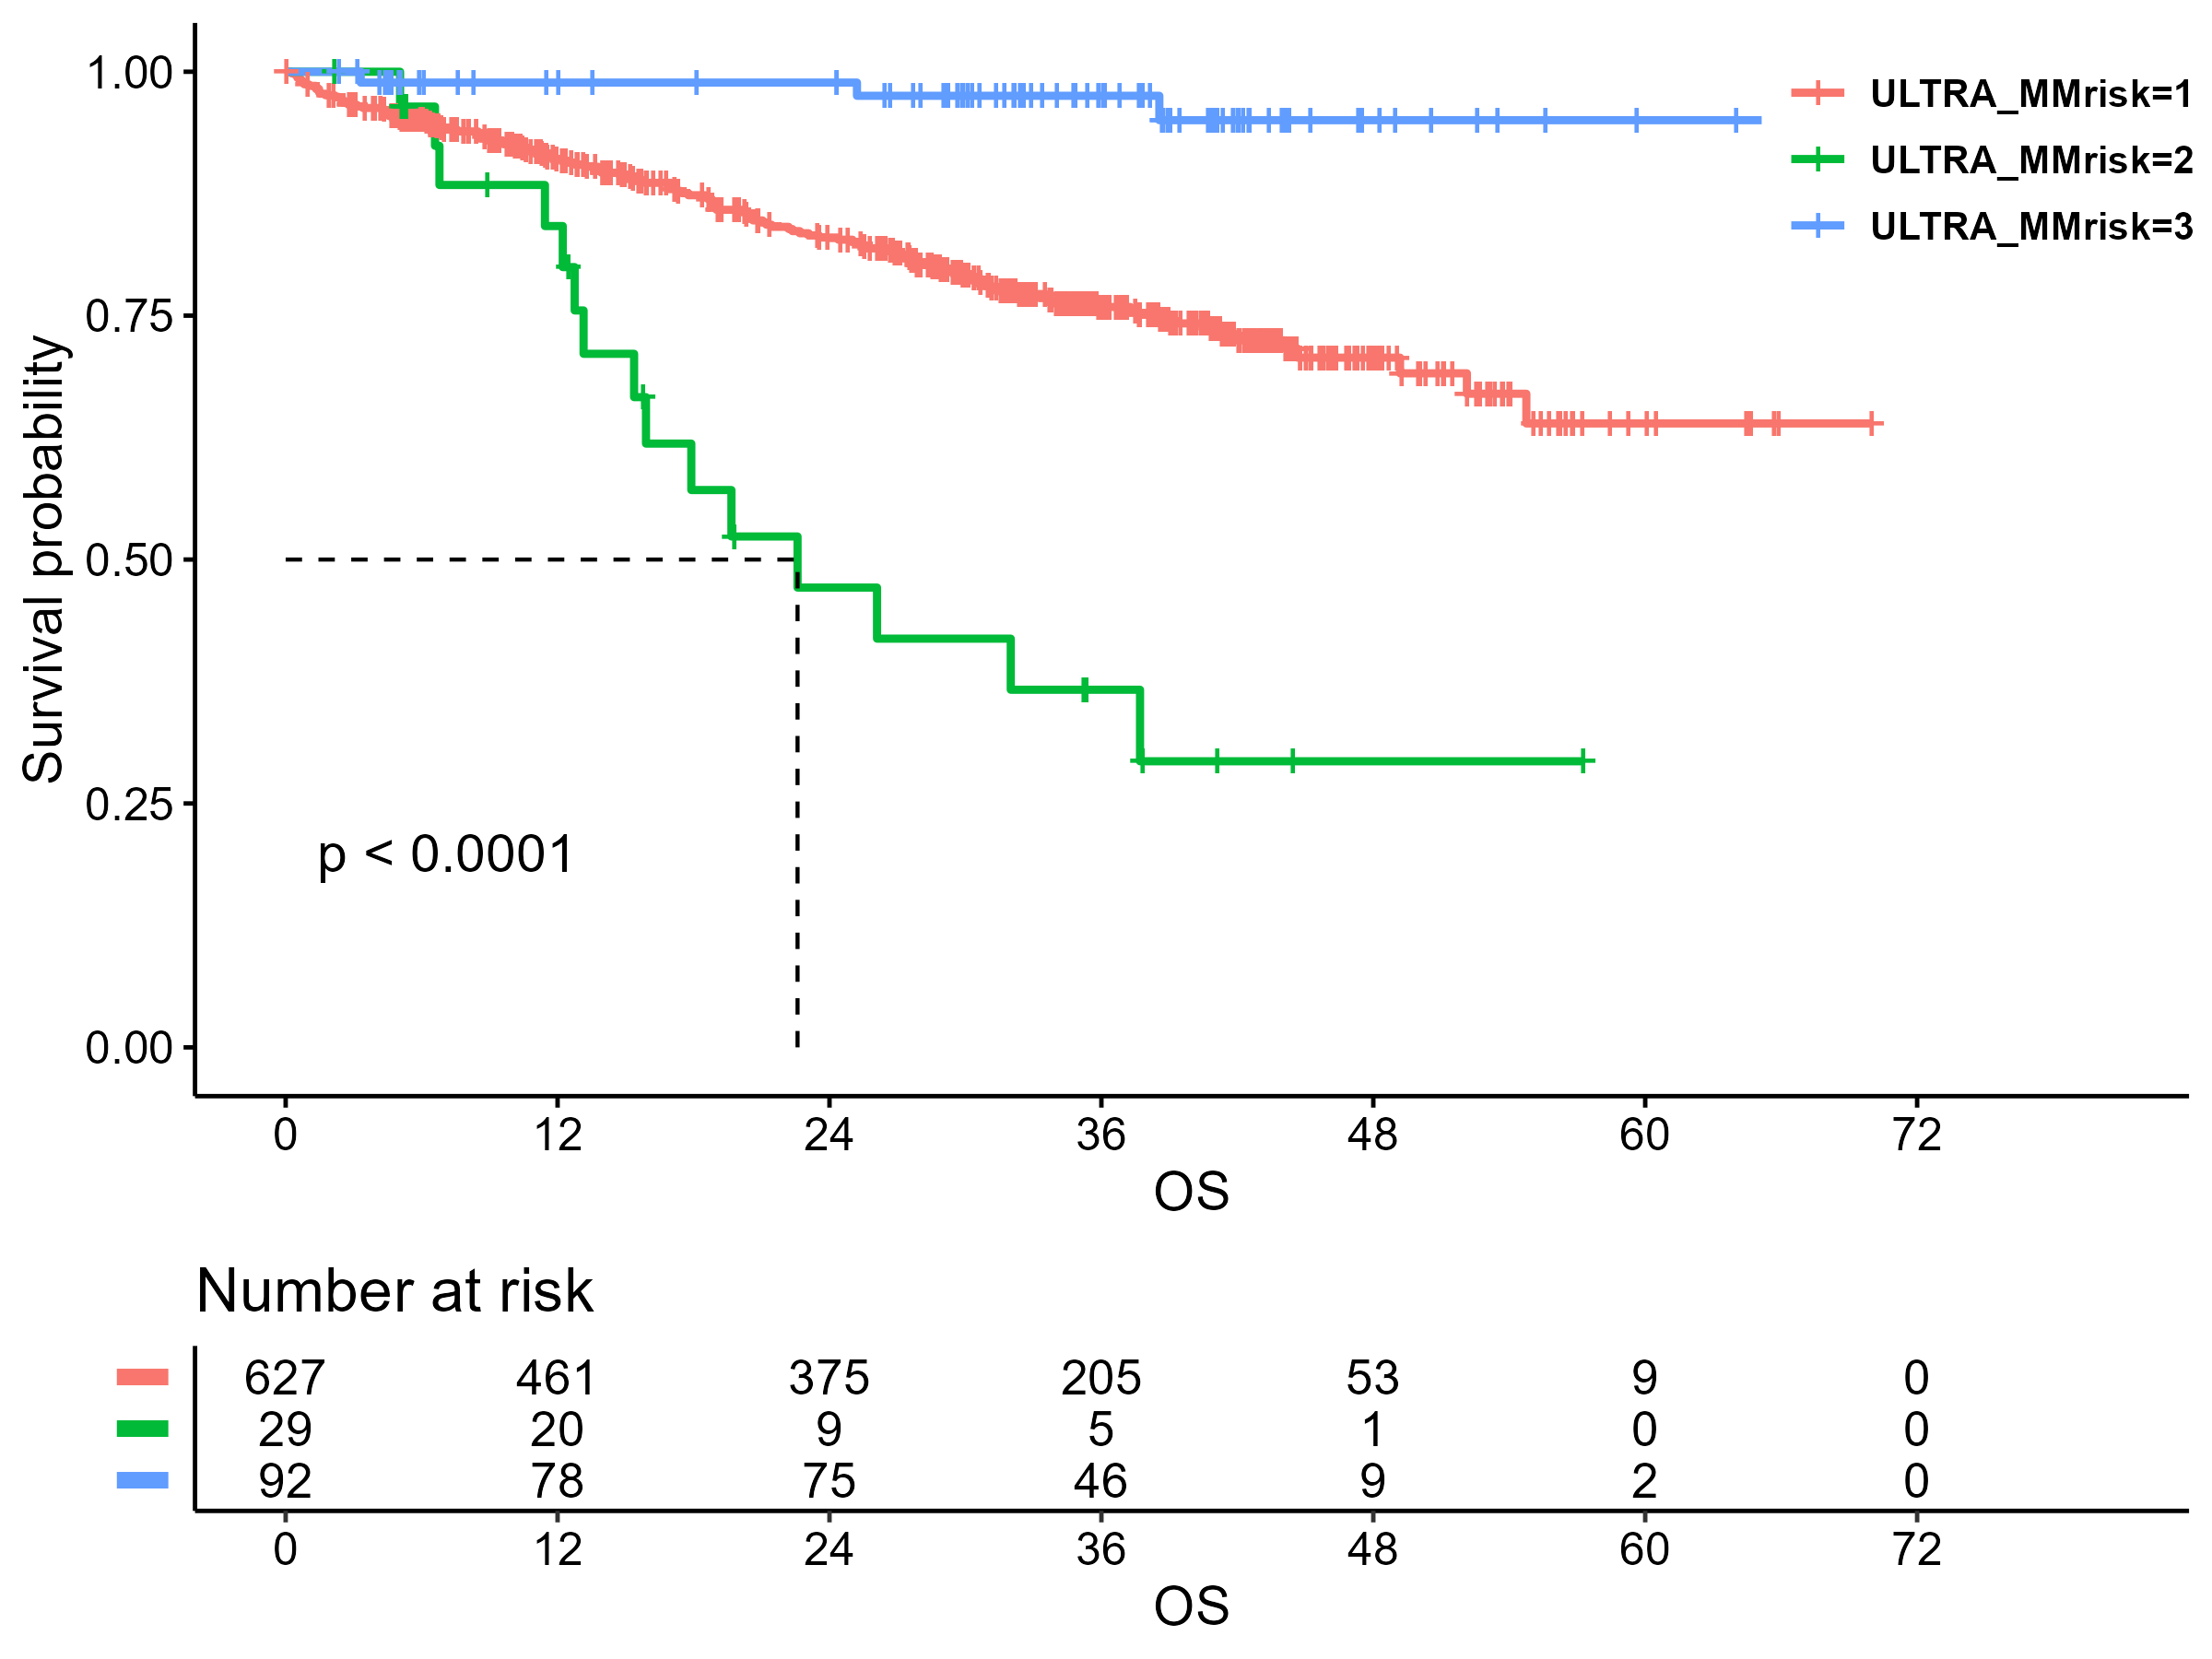 1.00
0.75
0.50
0.25
0.00
Survival probability
ULTRA_MMrisk=1
ULTRA_MMrisk=2
ULTRA_MMrisk=3
p < 0.0001
0 12 24 36 48 60 72
OS
Number at risk
627 461 375 205 53 9 0
29 20 9 5 1 0 0
92 78 75 46 9 2 0
0 12 24 36 48 60 72
OS